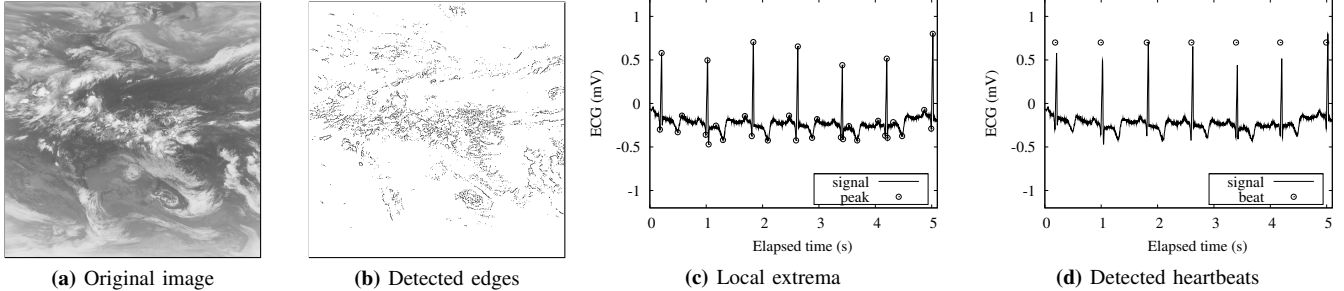 1
0.5
0
-0.5
-1
ECG (mV)
signal
peak
0 1 2 3 4 5
Elapsed time (s)
1
0.5
0
-0.5
-1
ECG (mV)
signal
beat
0 1 2 3 4 5
Elapsed time (s)
(a) Original image
(b) Detected edges
(c) Local extrema
(d) Detected heartbeats